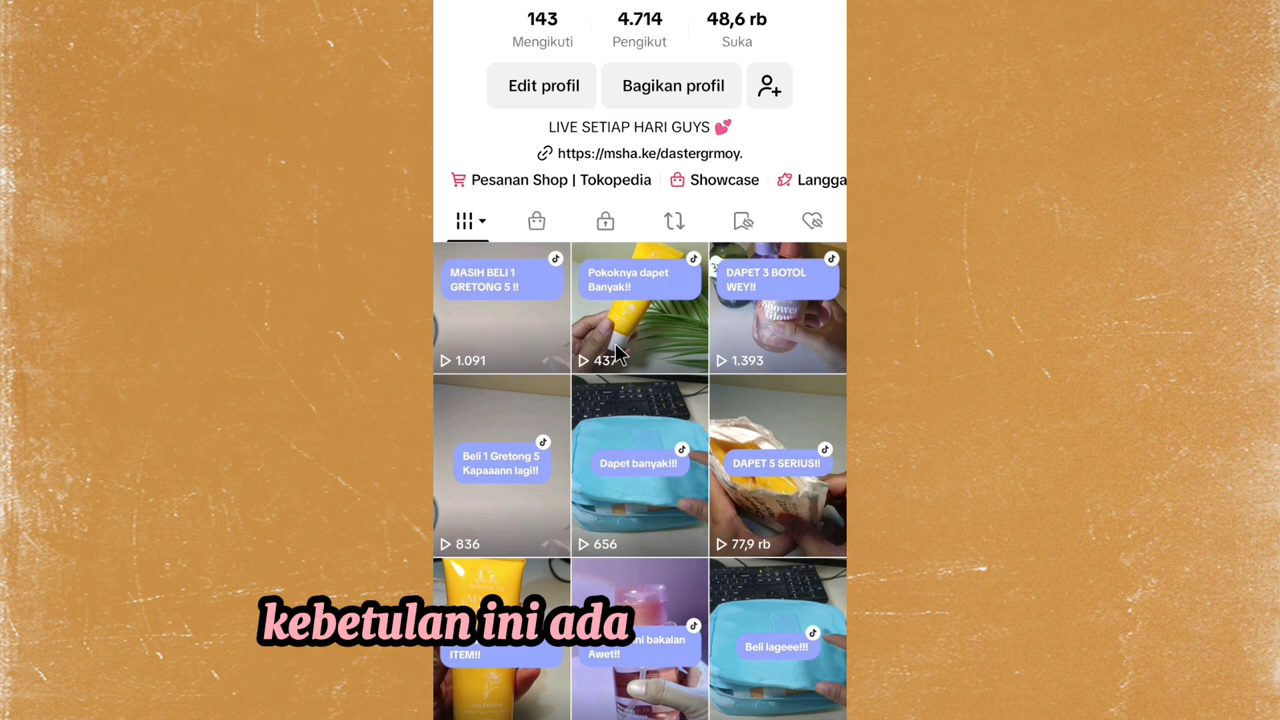 143
4.714
48,6 rb
Mengikuti
Pengikut
Suka
Edit profil
Bagikan profil
LIVE SETIAP HARI GUYS 💕
https://msha.ke/dastergrmoy.
Pesanan Shop | Tokopedia
Showcase
Langga
MASIH BELI 1
GRETONG 5 !!
Pokoknya dapet
Banyak!!
DAPET 3 BOTOL
WEY!!
1.091
437
1.393
Beli 1 Gretong 5
Kapaaann lagi!!
Dapet banyak!!!
DAPET 5 SERIUS!!
836
656
77,9 rb
kebetulan ini ada
ITEM!!
ni bakalan
Awet!!
Beli lageee!!!